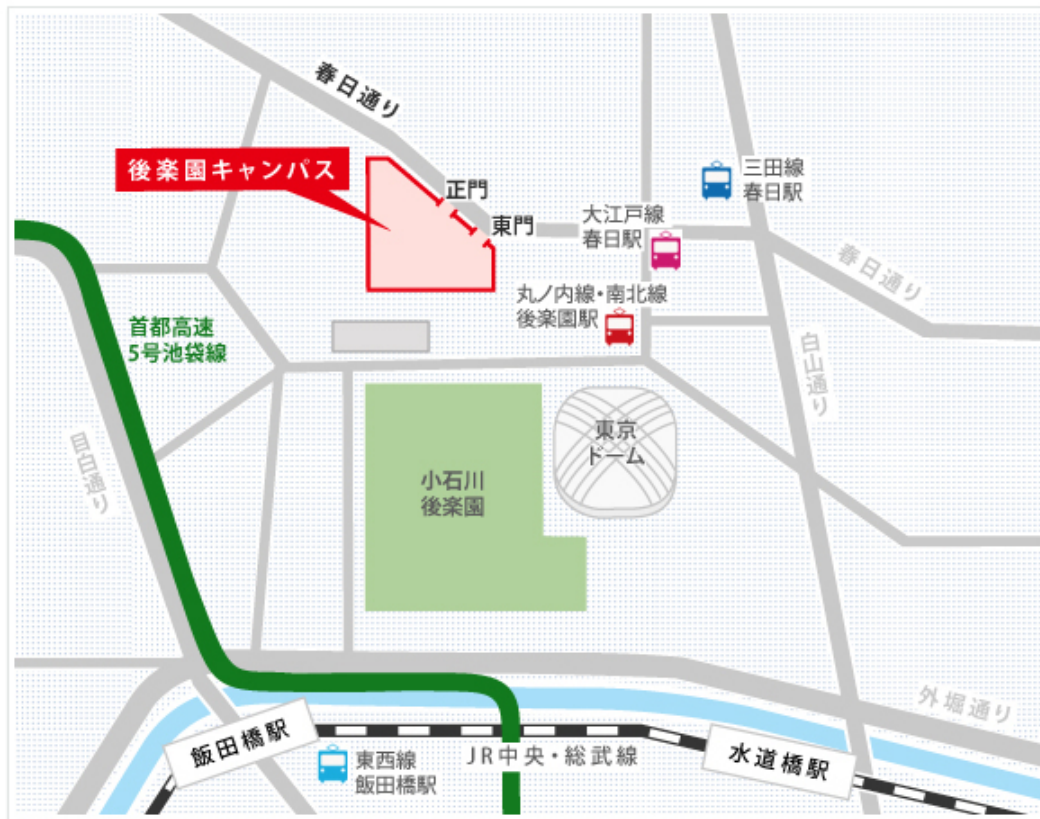 春日通り
後楽園キャンパス
正門
東門
三田線
春日駅
大江戸線
春日駅
春日通り
丸ノ内線・南北線
後楽園駅
首都高速
5号池袋線
白山通り
目白通り
東京
ドーム
小石川
後楽園
外堀通り
飯田橋駅
東西線
飯田橋駅
JR中央・総武線
水道橋駅